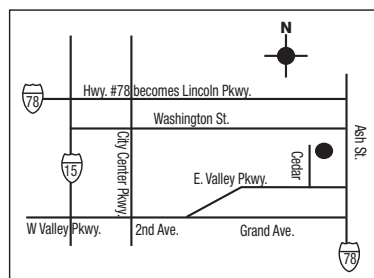 N
78
Hwy. #78 becomes Lincoln Pkwy.
Washington St.
City Center Pkwy.
Ash St.
15
Cedar
E. Valley Pkwy.
W Valley Pkwy.
2nd Ave.
Grand Ave.
78